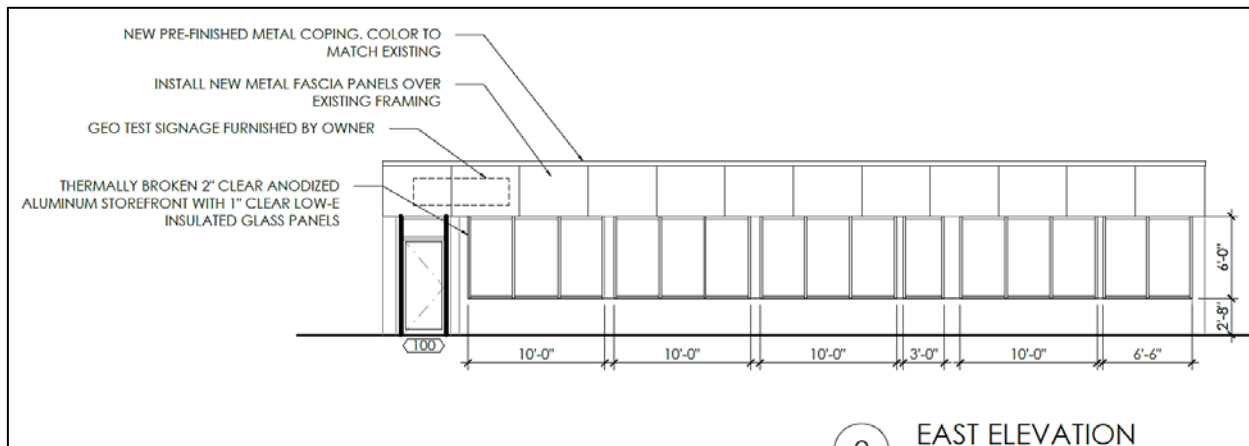 NEW PRE-FINISHED METAL COPING. COLOR TO
MATCH EXISTING
INSTALL NEW METAL FASCIA PANELS OVER
EXISTING FRAMING
GEO TEST SIGNAGE FURNISHED BY OWNER
THERMALLY BROKEN 2" CLEAR ANODIZED
ALUMINUM STOREFRONT WITH 1" CLEAR LOW-E
INSULATED GLASS PANELS
6'-0"
2'-8"
100
10'-0" 10'-0" 10'-0" 3'-0" 10'-0" 6'-6"
EAST ELEVATION